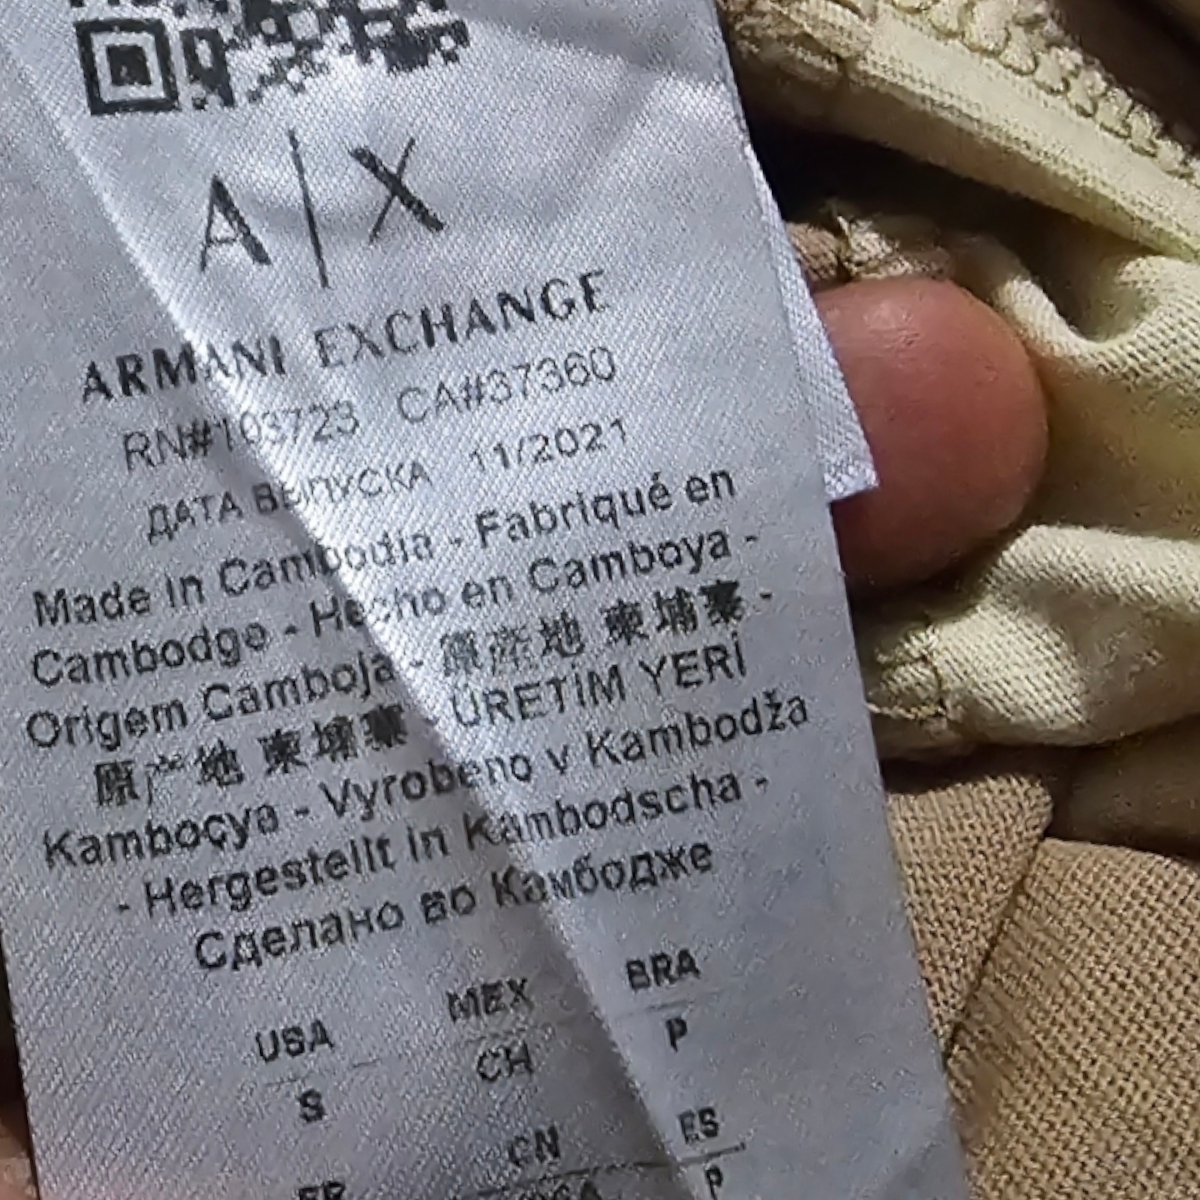 A|X
ARMANI EXCHANGE
RN#103723 CA#37360
ДАТА ВЫПУСКА 11/2021
Made in Cambodia - Fabriqué en
Cambodge - Hecho en Camboya -
Origem Camboja - 原产地 柬埔寨 -
原产地 柬埔寨 ÜRETİM YERİ
Kamboçya - Vyrobeno v Kambodža
- Hergestellt in Kambodscha -
Сделано во Камбодже
USA MEX BRA
S CH P
CN ES
P